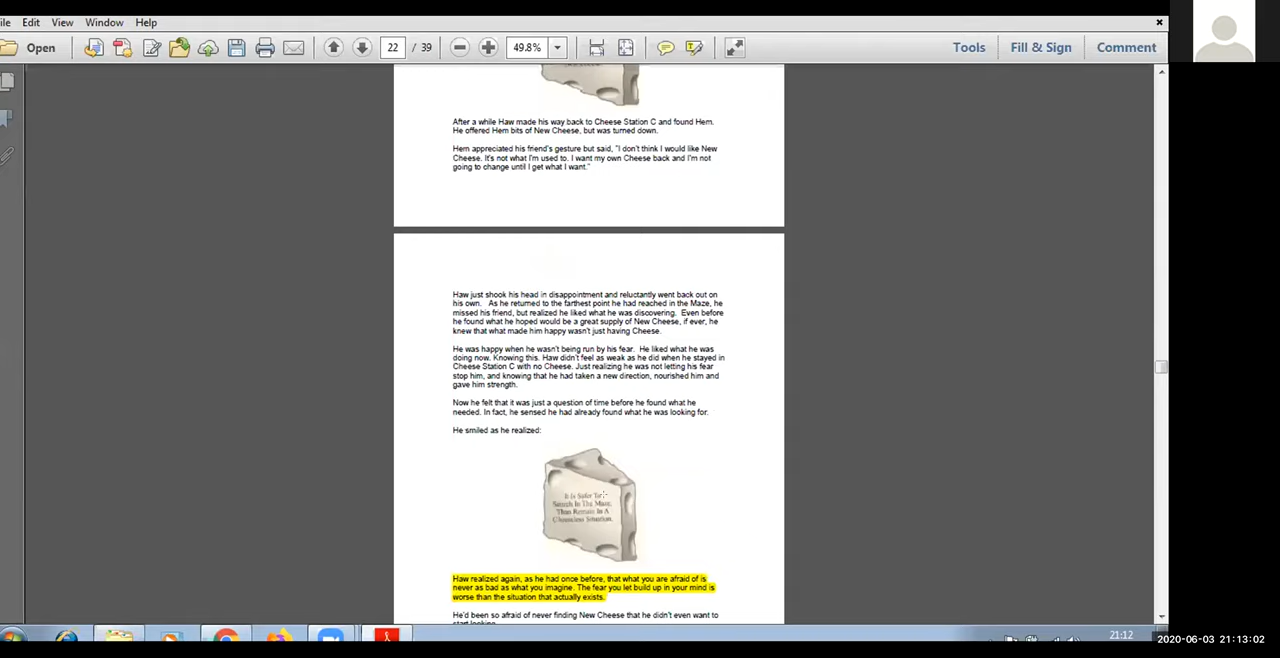 ile Edit View Window Help
Open 22 / 39 49.8% Tools Fill & Sign Comment
After a while Haw made his way back to Cheese Station C and found Hem.
He offered Hem bits of New Cheese, but was turned down.
Hem appreciated his friend's gesture but said, "I don't think I would like New
Cheese. It's not what I'm used to. I want my own Cheese back and I'm not
going to change until I get what I want."
Haw just shook his head in disappointment and reluctantly went back out on
his own. As he returned to the farthest point he had reached in the Maze, he
missed his friend, but realized he liked what he was discovering. Even before
he found what he hoped would be a great supply of New Cheese, if ever, he
knew that what made him happy wasn't just having Cheese.
He was happy when he wasn't being run by his fear. He liked what he was
doing now. Knowing this. Haw didn't feel as weak as he did when he stayed in
Cheese Station C with no Cheese. Just realizing he was not letting his fear
stop him, and knowing that he had taken a new direction, nourished him and
gave him strength.
Now he felt that it was just a question of time before he found what he
needed. In fact, he sensed he had already found what he was looking for.
He smiled as he realized:
It Is Safer To
Search In The Maze,
Than Remain In A
Cheeseless Situation.
Haw realized again, as he had once before, that what you are afraid of is
never as bad as what you imagine. The fear you let build up in your mind is
worse than the situation that actually exists.
He'd been so afraid of never finding New Cheese that he didn't even want to
start looking
21:12
2020-06-03 21:13:02